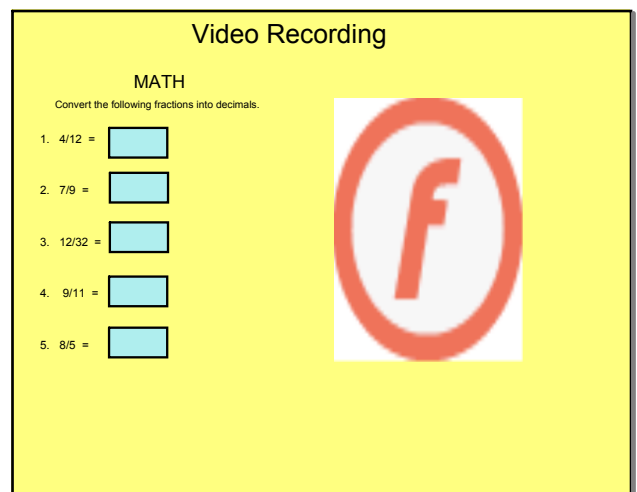 Video Recording
MATH
Convert the following fractions into decimals.
1. 4/12 =
2. 7/9 =
3. 12/32 =
4. 9/11 =
5. 8/5 =
f